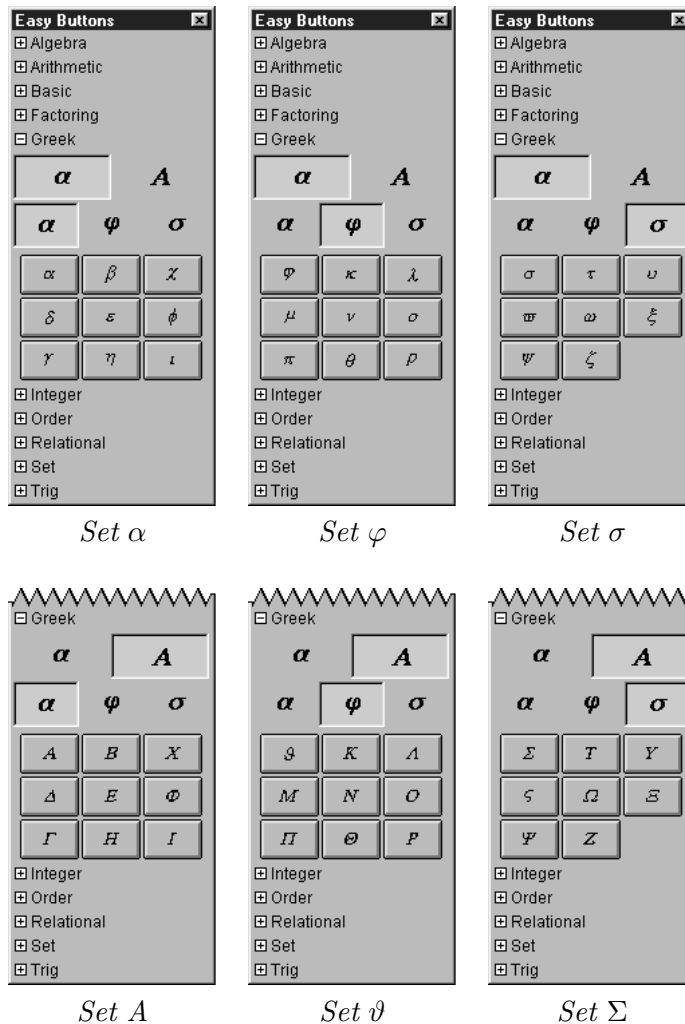 Easy Buttons
Algebra
Arithmetic
Basic
Factoring
Greek
α A
α φ σ
α β χ
δ ε ϕ
γ η ι
Integer
Order
Relational
Set
Trig
Set α
Easy Buttons
Algebra
Arithmetic
Basic
Factoring
Greek
α A
α φ σ
φ κ λ
μ ν ο
π θ ρ
Integer
Order
Relational
Set
Trig
Set φ
Easy Buttons
Algebra
Arithmetic
Basic
Factoring
Greek
α A
α φ σ
σ τ υ
ϖ ω ξ
ψ ζ
Integer
Order
Relational
Set
Trig
Set σ
Greek
α A
α φ σ
Α Β Χ
Δ Ε Φ
Γ Η Ι
Integer
Order
Relational
Set
Trig
Set A
Greek
α A
α φ σ
ϑ Κ Λ
Μ Ν Ο
Π Θ Ρ
Integer
Order
Relational
Set
Trig
Set ϑ
Greek
α A
α φ σ
Σ Τ Υ
ς Ω Ξ
Ψ Ζ
Integer
Order
Relational
Set
Trig
Set Σ